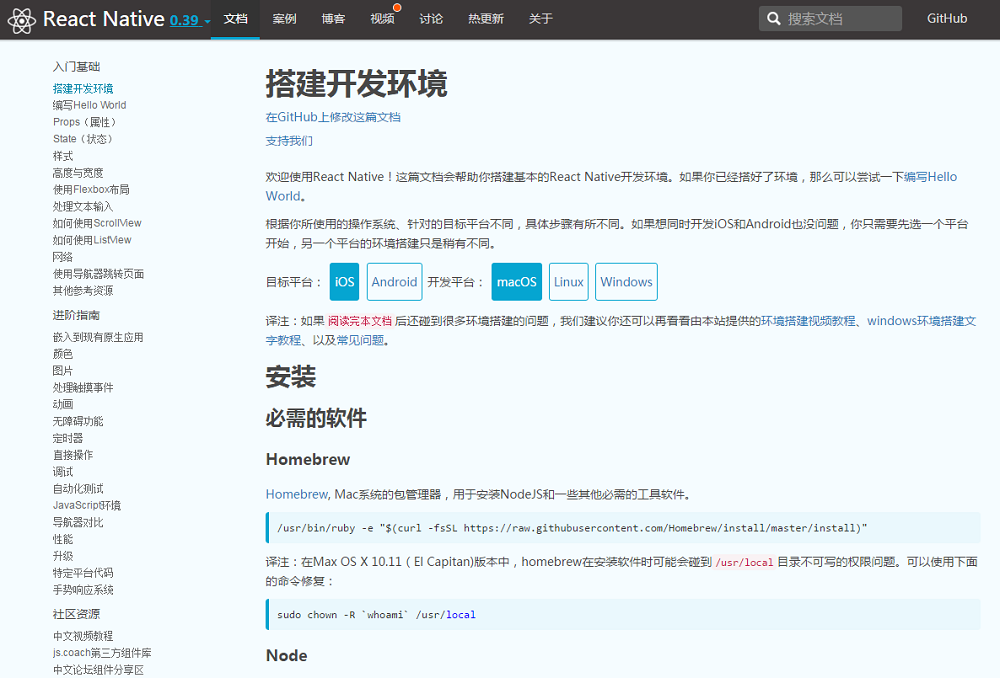 React Native 0.39 文档 案例 博客 视频 讨论 热更新 关于 搜索文档 GitHub
入门基础
搭建开发环境
编写Hello World
Props（属性）
State（状态）
样式
高度与宽度
使用Flexbox布局
处理文本输入
如何使用ScrollView
如何使用ListView
网络
使用导航器跳转页面
其他参考资源
进阶指南
嵌入到现有原生应用
颜色
图片
处理触摸事件
动画
无障碍功能
定时器
直接操作
调试
自动化测试
JavaScript环境
导航器对比
性能
升级
特定平台代码
手势响应系统
社区资源
中文视频教程
js.coach第三方组件库
中文论坛组件分享区
搭建开发环境
在GitHub上修改这篇文档
支持我们
欢迎使用React Native！这篇文档会帮助你搭建基本的React Native开发环境。如果你已经搭好了环境，那么可以尝试一下编写Hello
World。
根据你所使用的操作系统、针对的目标平台不同，具体步骤有所不同。如果想同时开发iOS和Android也没问题，你只需要先选一个平台
开始，另一个平台的环境搭建只是稍有不同。
目标平台： iOS Android 开发平台： macOS Linux Windows
译注：如果 阅读完本文档 后还碰到很多环境搭建的问题，我们建议你还可以再看看由本站提供的环境搭建视频教程、windows环境搭建文
字教程、以及常见问题。
安装
必需的软件
Homebrew
Homebrew, Mac系统的包管理器，用于安装NodeJS和一些其他必需的工具软件。
/usr/bin/ruby -e "$(curl -fsSL https://raw.githubusercontent.com/Homebrew/install/master/install)"
译注：在Max OS X 10.11（El Capitan)版本中，homebrew在安装软件时可能会碰到 /usr/local 目录不可写的权限问题。可以使用下面
的命令修复：
sudo chown -R `whoami` /usr/local
Node